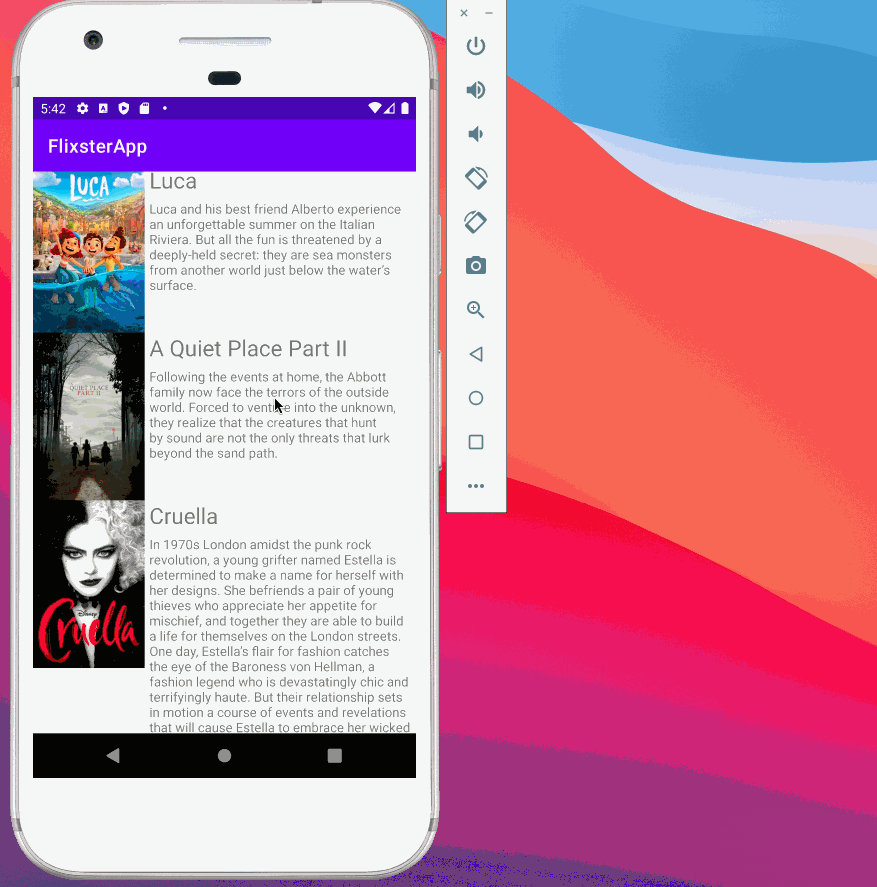 5:42
FlixsterApp
LUCA
Luca
Luca and his best friend Alberto experience
an unforgettable summer on the Italian
Riviera. But all the fun is threatened by a
deeply-held secret: they are sea monsters
from another world just below the water's
surface.
QUIET PLACE
PART II
A Quiet Place Part II
Following the events at home, the Abbott
family now face the terrors of the outside
world. Forced to venture into the unknown,
they realize that the creatures that hunt
by sound are not the only threats that lurk
beyond the sand path.
Disney
Cruella
Cruella
In 1970s London amidst the punk rock
revolution, a young grifter named Estella is
determined to make a name for herself with
her designs. She befriends a pair of young
thieves who appreciate her appetite for
mischief, and together they are able to build
a life for themselves on the London streets.
One day, Estella's flair for fashion catches
the eye of the Baroness von Hellman, a
fashion legend who is devastatingly chic and
terrifyingly haute. But their relationship sets
in motion a course of events and revelations
that will cause Estella to embrace her wicked